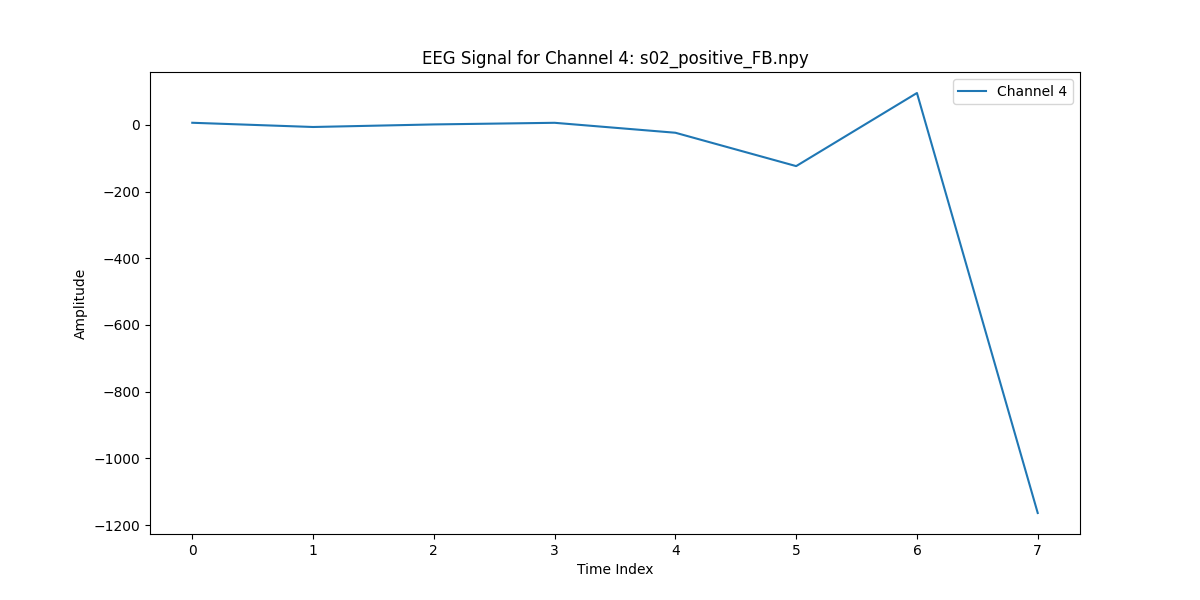 EEG Signal for Channel 4: s02_positive_FB.npy
Channel 4
0
−200
−400
−600
−800
−1000
−1200
Amplitude
0 1 2 3 4 5 6 7
Time Index